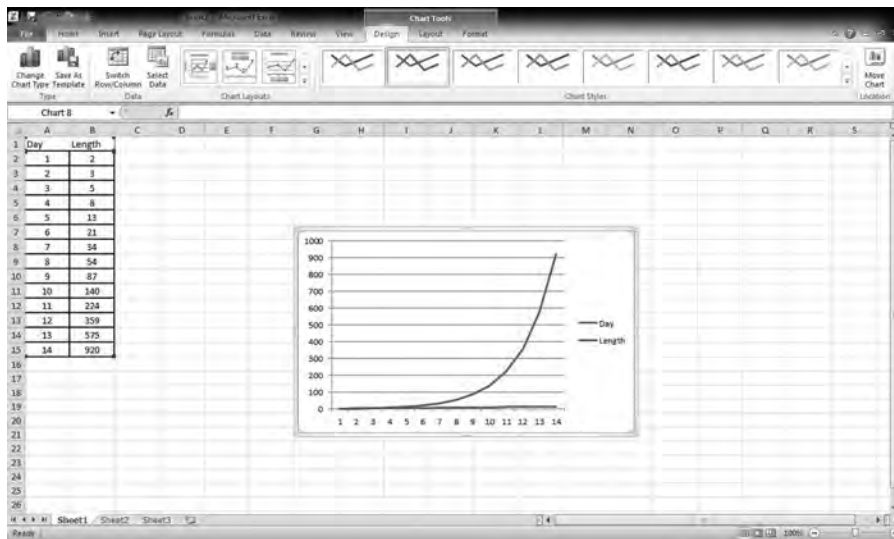 Book2 - Microsoft Excel
Chart Tools
File Home Insert Page Layout Formulas Data Review View Design Layout Format
Change Chart Type
Save As Template
Switch Row/Column
Select Data
Move Chart
Type Data Chart Layouts Chart Styles Location
Chart 8 fx
A B C D E F G H I J K L M N O P Q R S
1 Day Length
2 1 2
3 2 3
4 3 5
5 4 8
6 5 13
7 6 21
8 7 34
9 8 54
10 9 87
11 10 140
12 11 224
13 12 359
14 13 575
15 14 920
16
17
18
19
20
21
22
23
24
25
26
1000
900
800
700
600
500
400
300
200
100
0
1 2 3 4 5 6 7 8 9 10 11 12 13 14
Day
Length
Sheet1 Sheet2 Sheet3
Ready 100%